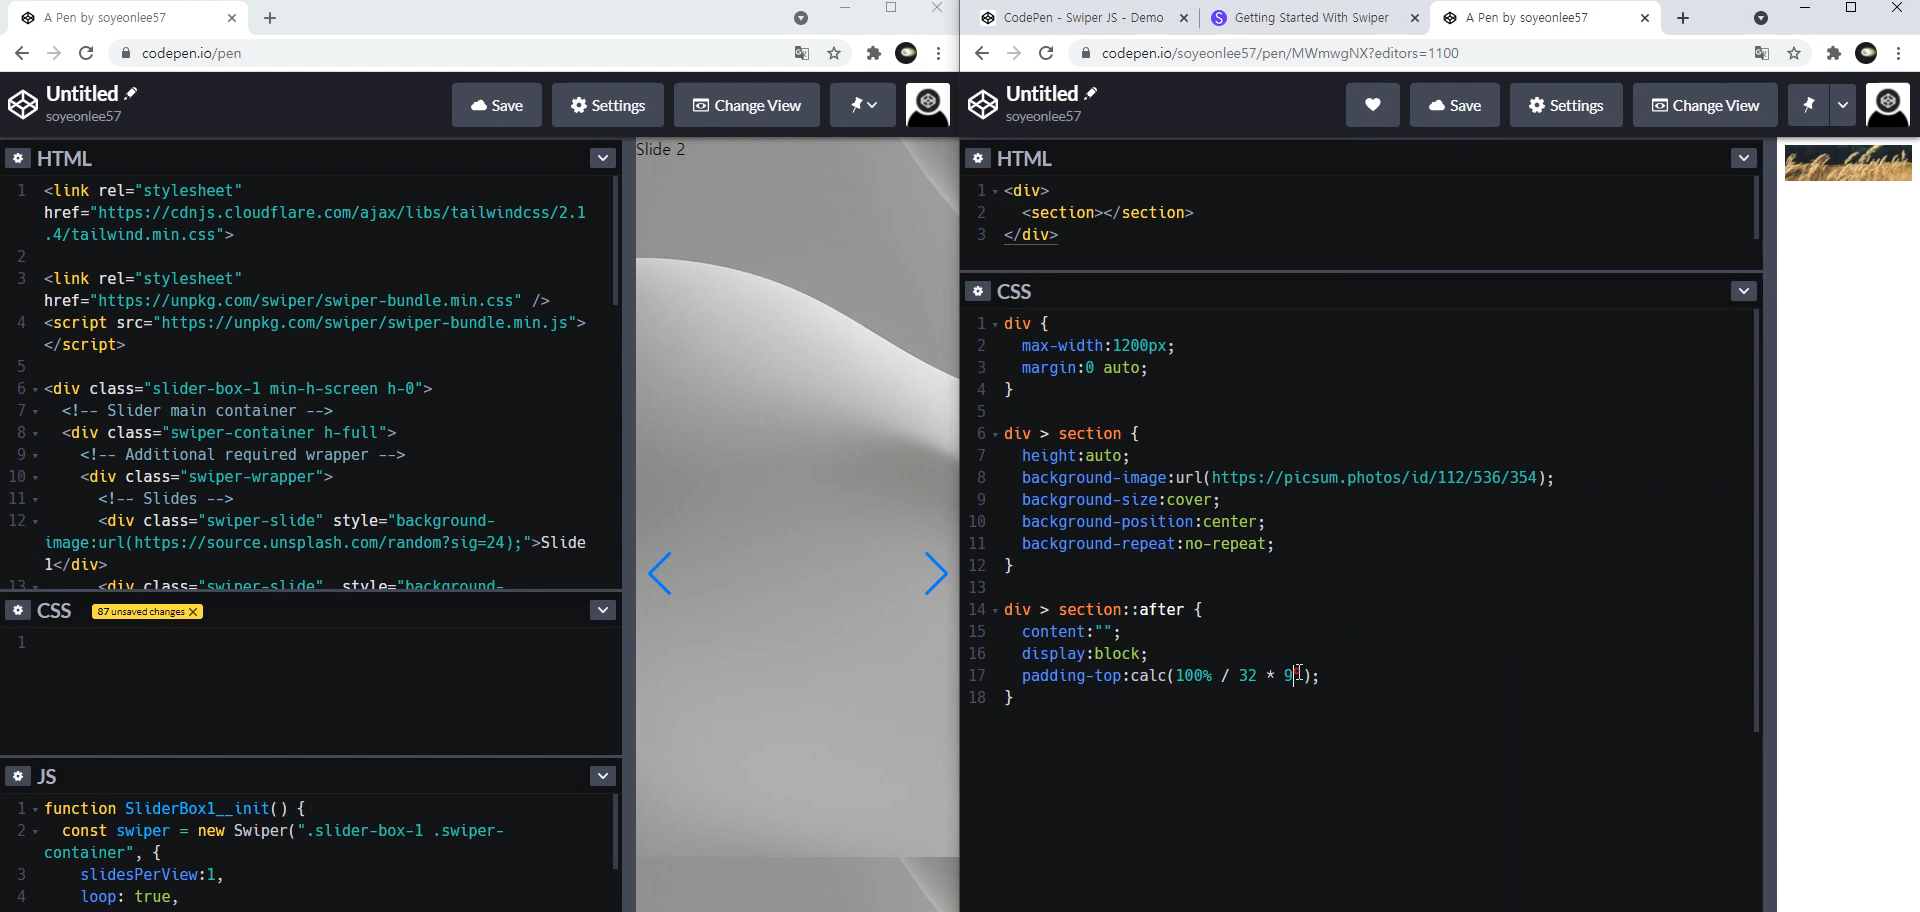 A Pen by soyeonlee57
codepen.io/pen
Untitled
soyeonlee57
Save
Settings
Change View
HTML
1 <link rel="stylesheet"
href="https://cdnjs.cloudflare.com/ajax/libs/tailwindcss/2.1
.4/tailwind.min.css">
2
3 <link rel="stylesheet"
href="https://unpkg.com/swiper/swiper-bundle.min.css" />
4 <script src="https://unpkg.com/swiper/swiper-bundle.min.js">
</script>
5
6 <div class="slider-box-1 min-h-screen h-0">
7 <!-- Slider main container -->
8 <div class="swiper-container h-full">
9 <!-- Additional required wrapper -->
10 <div class="swiper-wrapper">
11 <!-- Slides -->
12 <div class="swiper-slide" style="background-
image:url(https://source.unsplash.com/random?sig=24);">Slide
1</div>
13 <div class="swiper-slide"  style="background-
CSS
87 unsaved changes
1
JS
1 function SliderBox1__init() {
2 const swiper = new Swiper(".slider-box-1 .swiper-
container", {
3 slidesPerView:1,
4 loop: true,
Slide 2
CodePen - Swiper JS - Demo
Getting Started With Swiper
A Pen by soyeonlee57
codepen.io/soyeonlee57/pen/MWmwgNX?editors=1100
Untitled
soyeonlee57
Save
Settings
Change View
HTML
1 <div>
2 <section></section>
3 </div>
CSS
1 div {
2 max-width:1200px;
3 margin:0 auto;
4 }
5
6 div > section {
7 height:auto;
8 background-image:url(https://picsum.photos/id/112/536/354);
9 background-size:cover;
10 background-position:center;
11 background-repeat:no-repeat;
12 }
13
14 div > section::after {
15 content:"";
16 display:block;
17 padding-top:calc(100% / 32 * 9 );
18 }